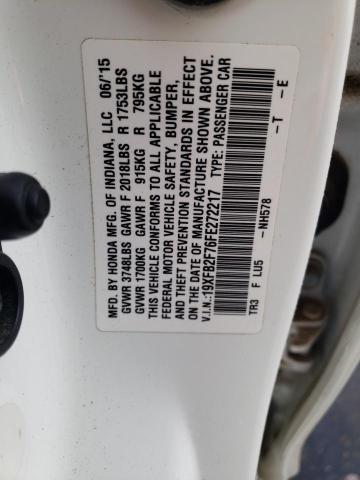 MFD. BY HONDA MFG. OF INDIANA, LLC 06/'15
GVWR 3748LBS GAWR F 2018LBS R 1753LBS
GVWR 1700KG GAWR F 915KG R 795KG
THIS VEHICLE CONFORMS TO ALL APPLICABLE
FEDERAL MOTOR VEHICLE SAFETY, BUMPER,
AND THEFT PREVENTION STANDARDS IN EFFECT
ON THE DATE OF MANUFACTURE SHOWN ABOVE.
V.I.N.:19XFB2F76FE272217 TYPE: PASSENGER CAR
TR3 F LU5 -NH578 -T -E